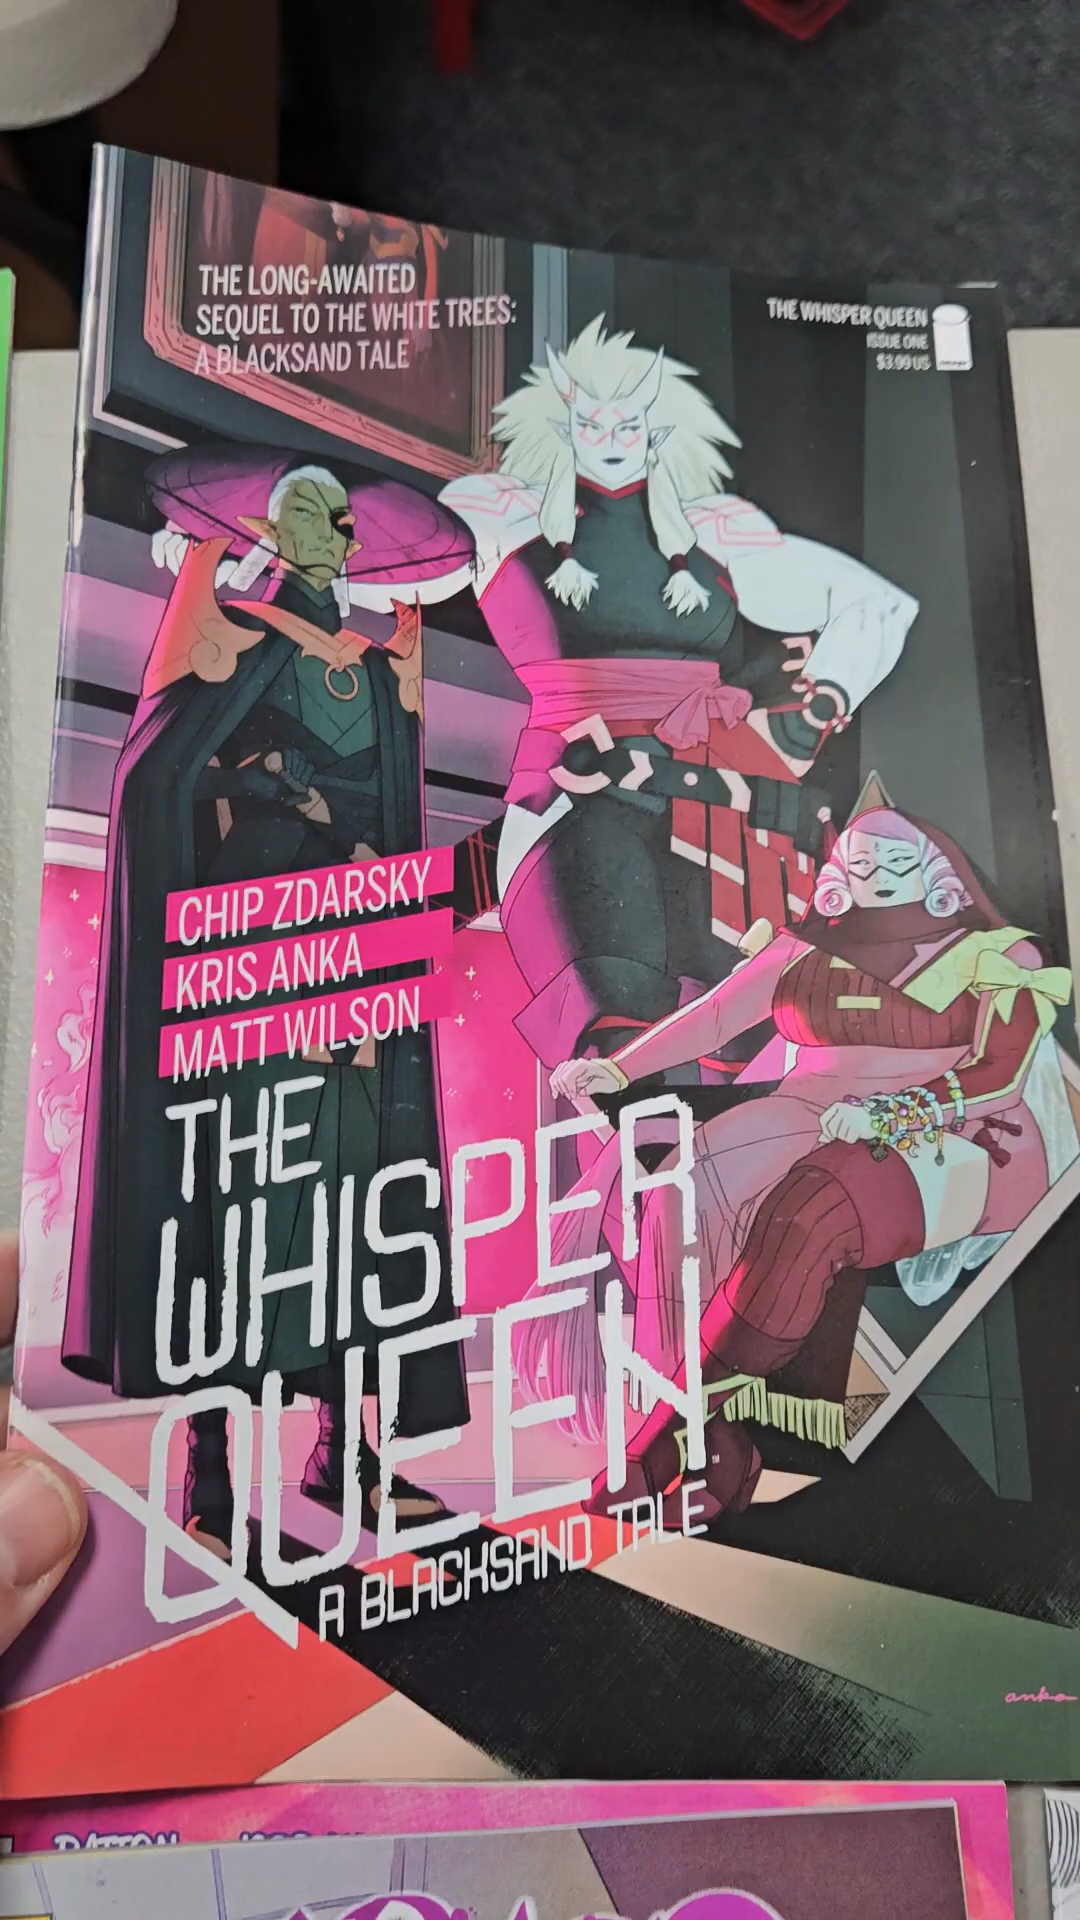 THE LONG-AWAITED
SEQUEL TO THE WHITE TREES:
A BLACKSAND TALE
THE WHISPER QUEEN
ISSUE ONE
$3.99 US
CHIP ZDARSKY
KRIS ANKA
MATT WILSON
THE
WHISPER
QUEEN
TM
A BLACKSAND TALE
anka